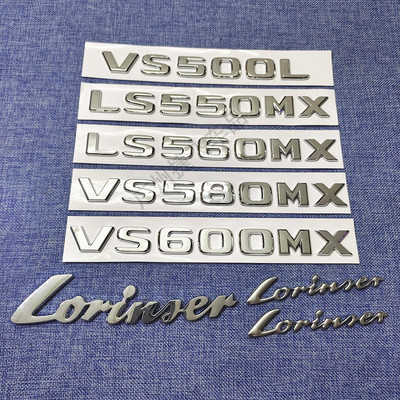 VS500L
LS550MX
LS560MX
VS580MX
VS600MX
Lorinser
Lorinser
Lorinser